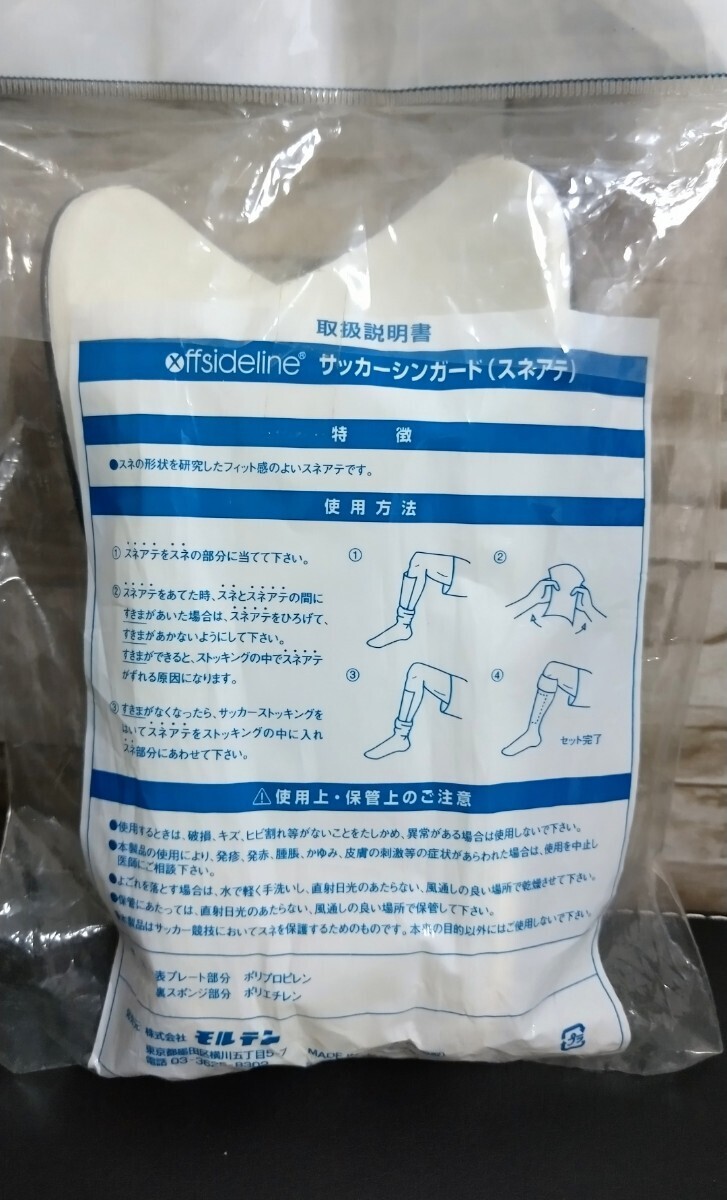 取扱説明書
offsideline® サッカーシンガード(スネアテ)
特 徴
●スネの形状を研究したフィット感のよいスネアテです。
使用方法
①スネアテをスネの部分に当てて下さい。
②スネアテをあてた時、スネとスネアテの間に
すきまがあいた場合は、スネアテをひろげて、
すきまがあかないようにして下さい。
すきまができると、ストッキングの中でスネアテ
がずれる原因になります。
③すきまがなくなったら、サッカーストッキングを
はいてスネアテをストッキングの中に入れ
スネ部分にあわせて下さい。
① ②
③ ④
セット完了
⚠使用上・保管上のご注意
●使用するときは、破損、キズ、ヒビ割れ等がないことをたしかめ、異常がある場合は使用しないで下さい。
●本製品の使用により、発疹、発赤、腫脹、かゆみ、皮膚の刺激等の症状があらわれた場合は、使用を中止し
医師にご相談下さい。
●よごれを落とす場合は、水で軽く手洗いし、直射日光のあたらない、風通しの良い場所で乾燥させて下さい。
●保管にあたっては、直射日光のあたらない、風通しの良い場所で保管して下さい。
●本製品はサッカー競技においてスネを保護するためのものです。本来の目的以外にはご使用しないで下さい。
表プレート部分 ポリプロピレン
裏スポンジ部分 ポリエチレン
株式会社 モルテン
東京都墨田区横川五丁目5-7 MADE
電話 03-3625-8302
プラ